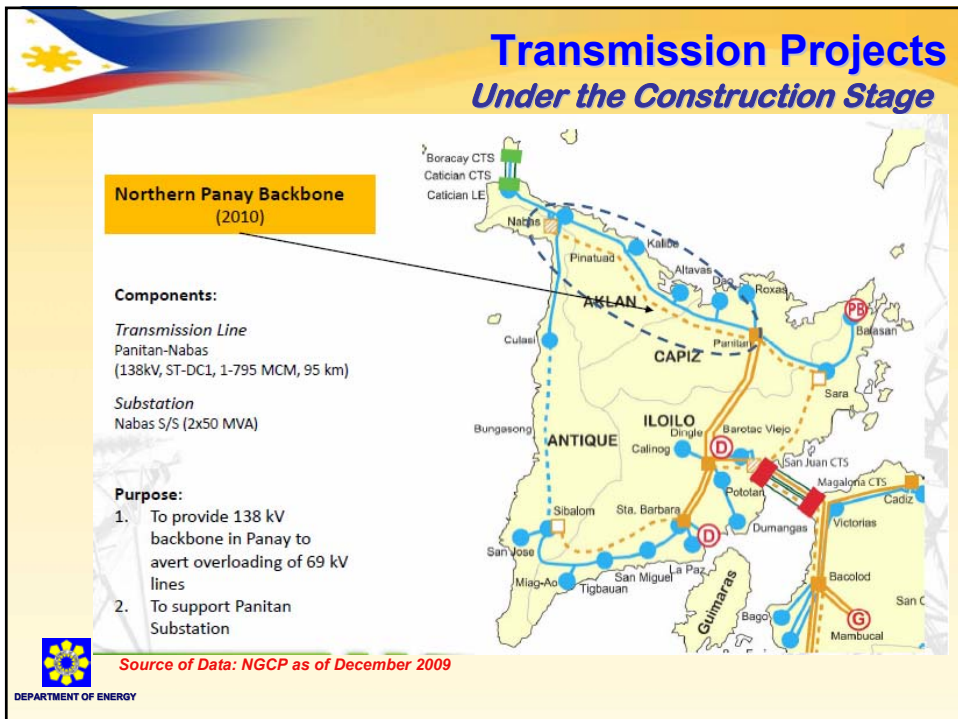 Transmission Projects
Under the Construction Stage
Northern Panay Backbone
(2010)
Components:
Transmission Line
Panitan-Nabas
(138kV, ST-DC1, 1-795 MCM, 95 km)
Substation
Nabas S/S (2x50 MVA)
Purpose:
1. To provide 138 kV
backbone in Panay to
avert overloading of 69 kV
lines
2. To support Panitan
Substation
Boracay CTS
Catician CTS
Catician LE
Nabas
Kalibo
Pinatuad
Altavas
Dao
Roxas
AKLAN
PB
Balasan
Culasi
Panitan
CAPIZ
Sara
ILOILO
Bungasong
ANTIQUE
Dingle
Barotac Viejo
Calinog
D
San Juan CTS
Magalona CTS
Cadiz
Pototan
Victorias
Sibalom
Sta. Barbara
Dumangas
D
San Jose
La Paz
San Miguel
Miag-Ao
Tigbauan
Guimaras
Bacolod
San C
Bago
G
Mambucal
Source of Data: NGCP as of December 2009
DEPARTMENT OF ENERGY